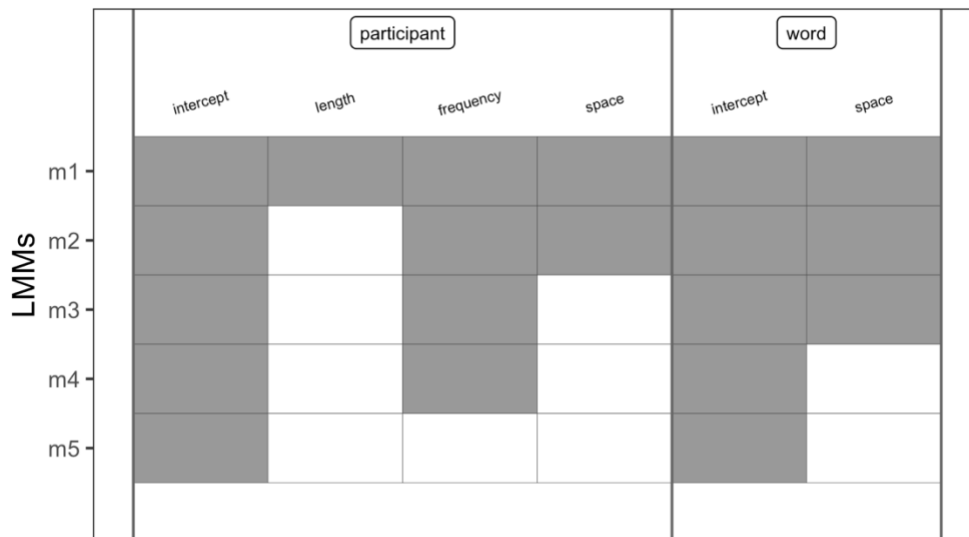 participant word
intercept length frequency space intercept space
LMMs
m1
m2
m3
m4
m5